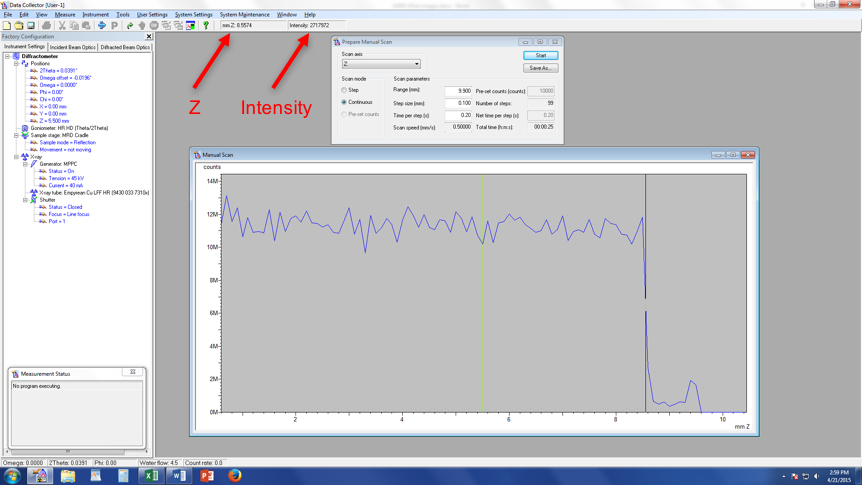 Data Collector [User-1]
File Edit View Measure Instrument Tools User Settings System Settings System Maintenance Window Help
mm Z: 8.5574 Intensity: 2717972
Factory Configuration
Instrument Settings Incident Beam Optics Diffracted Beam Optics
Diffractometer
Positions
2Theta = 0.0391°
Omega offset = -0.0196°
Omega = 0.0000°
Phi = 0.00°
Chi = 0.00°
X = 0.00 mm
Y = 0.00 mm
Z = 5.500 mm
Goniometer: HR HD (Theta/2Theta)
Sample stage: MRD Cradle
Sample mode = Reflection
Movement = not moving
X-ray
Generator: MPPC
Status = On
Tension = 45 kV
Current = 40 mA
X-ray tube: Empyrean Cu LFF HR (9430 033 7310x)
Shutter
Status = Closed
Focus = Line focus
Port = 1
Z
Intensity
Prepare Manual Scan
Scan axis
Z
Start
Save As...
Scan mode
Step
Continuous
Pre-set counts
Scan parameters
Range (mm): 9.900 Pre-set counts (counts): 10000
Step size (mm): 0.100 Number of steps: 99
Time per step (s): 0.20 Net time per step (s): 0.20
Scan speed (mm/s): 0.50000 Total time (h:m:s): 00:00:25
Manual Scan
counts
14M
12M
10M
8M
6M
4M
2M
0M
2 4 6 8 10
mm Z
Measurement Status
No program executing.
Omega: 0.0000 2Theta: 0.0391 Phi: 0.00 Water flow: 4.5 Count rate: 0.0
2:59 PM
4/21/2015